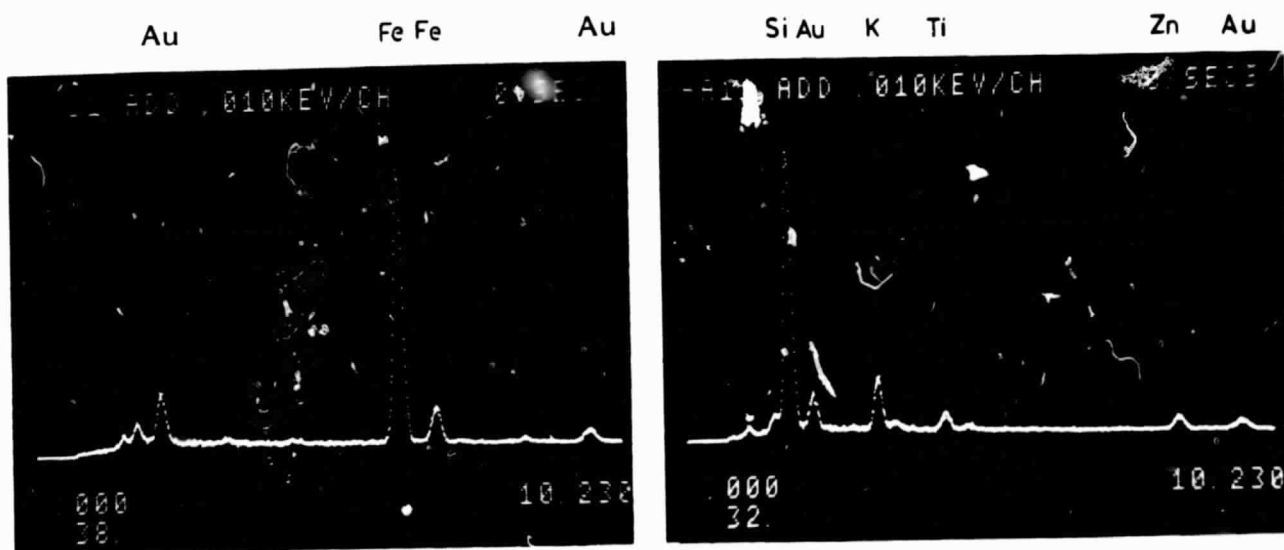 Au Fe Fe Au
ADD .010KEV/CH
000 10.230
38.
Si Au K Ti Zn Au
ADD .010KEV/CH SEC
000 10.230
32.